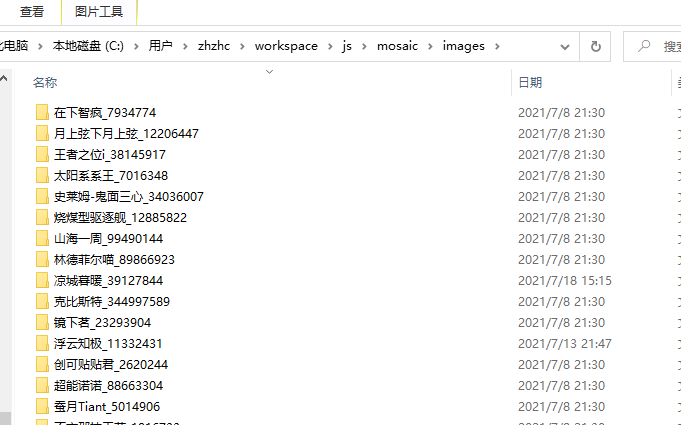 查看 图片工具
此电脑 > 本地磁盘 (C:) > 用户 > zhzhc > workspace > js > mosaic > images >
名称 日期
在下智疯_7934774 2021/7/8 21:30
月上弦下月上弦_12206447 2021/7/8 21:30
王者之位i_38145917 2021/7/8 21:30
太阳系系王_7016348 2021/7/8 21:30
史莱姆-鬼面三心_34036007 2021/7/8 21:30
烧煤型驱逐舰_12885822 2021/7/8 21:30
山海一周_99490144 2021/7/8 21:30
林德菲尔喵_89866923 2021/7/8 21:30
凉城暮暖_39127844 2021/7/18 15:15
克比斯特_344997589 2021/7/8 21:30
镜下茗_23293904 2021/7/8 21:30
浮云知极_11332431 2021/7/13 21:47
创可贴贴君_2620244 2021/7/8 21:30
超能诺诺_88663304 2021/7/8 21:30
蚕月Tiant_5014906 2021/7/8 21:30
2021/7/8 21:30